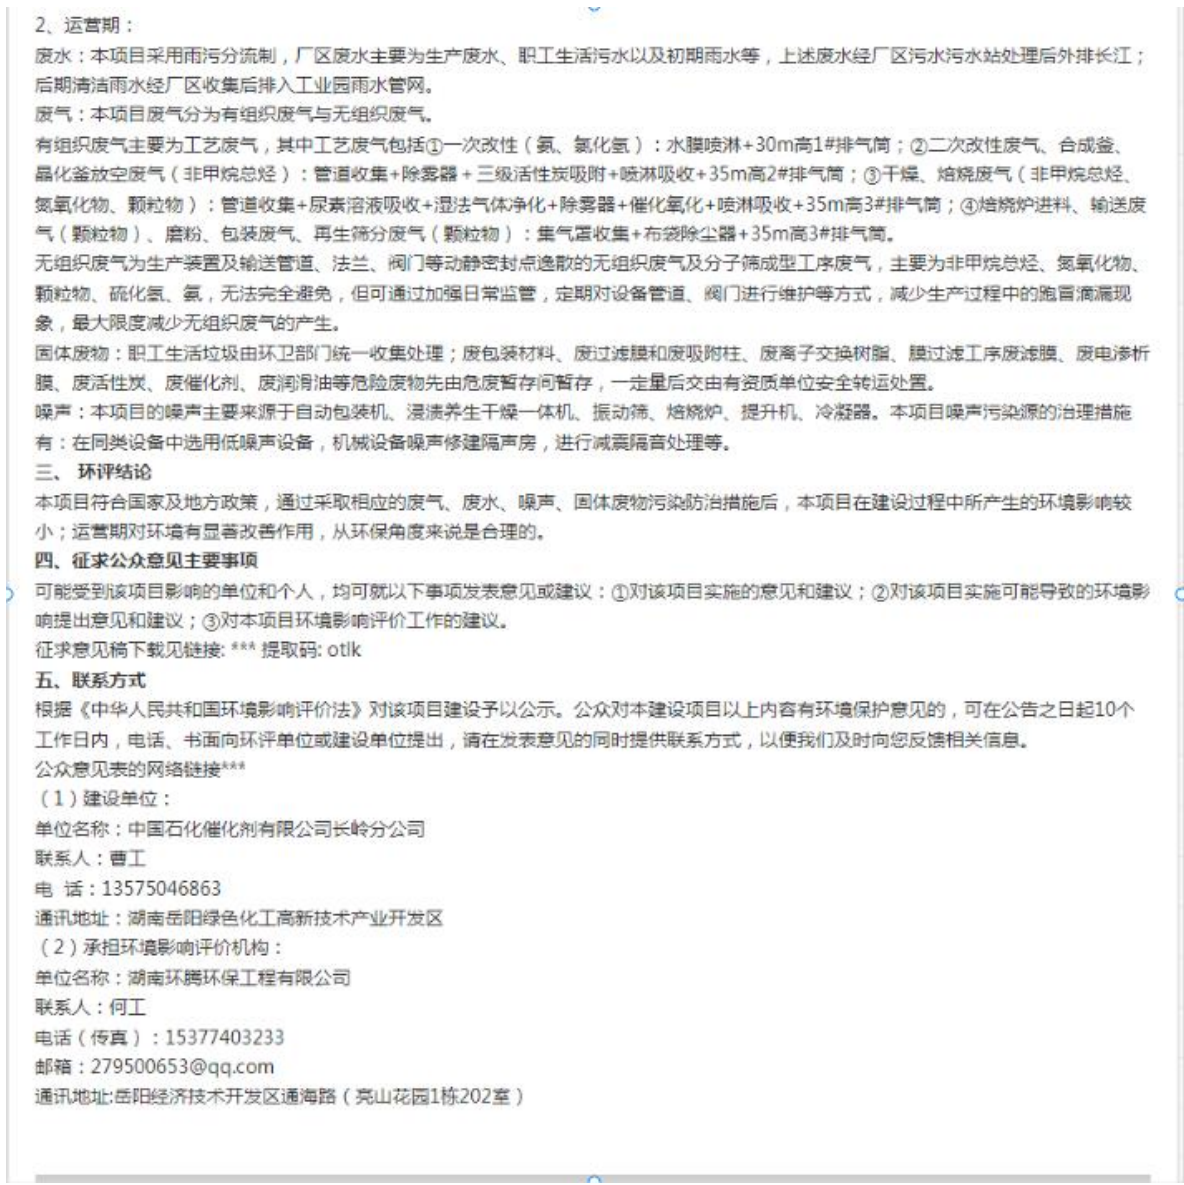 2、运营期：
废水：本项目采用雨污分流制，厂区废水主要为生产废水、职工生活污水以及初期雨水等，上述废水经厂区污水污水站处理后外排长江；
后期清洁雨水经厂区收集后排入工业园雨水管网。
废气：本项目废气分为有组织废气与无组织废气。
有组织废气主要为工艺废气，其中工艺废气包括①一次改性（氨、氯化氢）：水膜喷淋+30m高1#排气筒；②二次改性废气、合成釜、
晶化釜放空废气（非甲烷总烃）：管道收集+除雾器＋三级活性炭吸附+喷淋吸收+35m高2#排气筒；③干燥、焙烧废气（非甲烷总烃、
氮氧化物、颗粒物）：管道收集+尿素溶液吸收+湿法气体净化+除雾器+催化氧化+喷淋吸收+35m高3#排气筒；④焙烧炉进料、输送废
气（颗粒物）、磨粉、包装废气、再生筛分废气（颗粒物）：集气罩收集+布袋除尘器+35m高3#排气筒。
无组织废气为生产装置及输送管道、法兰、阀门等动静密封点逸散的无组织废气及分子筛成型工序废气，主要为非甲烷总烃、氮氧化物、
颗粒物、硫化氢、氨，无法完全避免，但可通过加强日常监管，定期对设备管道、阀门进行维护等方式，减少生产过程中的跑冒滴漏现
象，最大限度减少无组织废气的产生。
固体废物：职工生活垃圾由环卫部门统一收集处理；废包装材料、废过滤膜和废吸附柱、废离子交换树脂、膜过滤工序废滤膜、废电渗析
膜、废活性炭、废催化剂、废润滑油等危险废物先由危废暂存间暂存，一定量后交由有资质单位安全转运处置。
噪声：本项目的噪声主要来源于自动包装机、浸渍养生干燥一体机、振动筛、焙烧炉、提升机、冷凝器。本项目噪声污染源的治理措施
有：在同类设备中选用低噪声设备，机械设备噪声修建隔声房，进行减震隔音处理等。
三、 环评结论
本项目符合国家及地方政策，通过采取相应的废气、废水、噪声、固体废物污染防治措施后，本项目在建设过程中所产生的环境影响较
小；运营期对环境有显著改善作用，从环保角度来说是合理的。
四、征求公众意见主要事项
可能受到该项目影响的单位和个人，均可就以下事项发表意见或建议：①对该项目实施的意见和建议；②对该项目实施可能导致的环境影
响提出意见和建议；③对本项目环境影响评价工作的建议。
征求意见稿下载见链接: *** 提取码: otlk
五、联系方式
根据《中华人民共和国环境影响评价法》对该项目建设予以公示。公众对本建设项目以上内容有环境保护意见的，可在公告之日起10个
工作日内，电话、书面向环评单位或建设单位提出，请在发表意见的同时提供联系方式，以便我们及时向您反馈相关信息。
公众意见表的网络链接***
（1）建设单位：
单位名称：中国石化催化剂有限公司长岭分公司
联系人：曹工
电 话：13575046863
通讯地址：湖南岳阳绿色化工高新技术产业开发区
（2）承担环境影响评价机构：
单位名称：湖南环腾环保工程有限公司
联系人：何工
电话（传真）：15377403233
邮箱：279500653@qq.com
通讯地址:岳阳经济技术开发区通海路（亮山花园1栋202室）